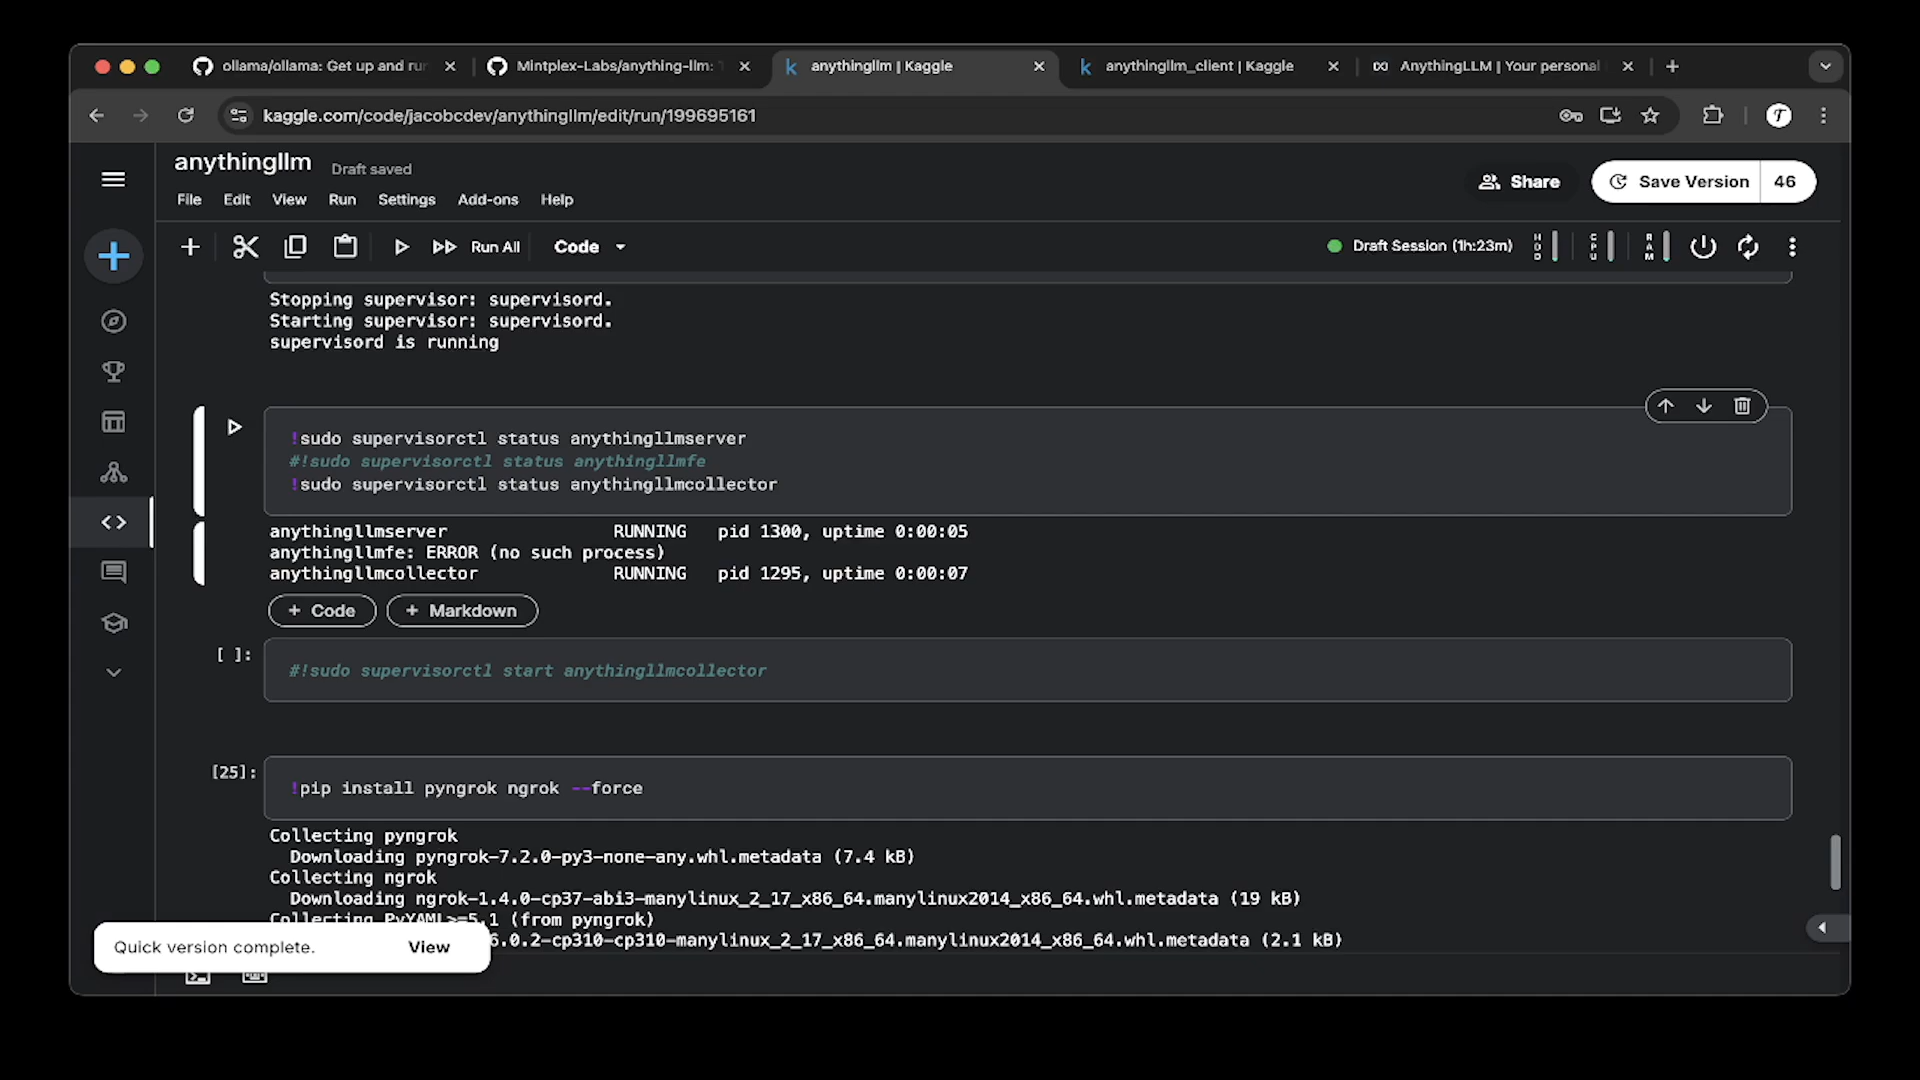 ollama/ollama: Get up and rur
Mintplex-Labs/anything-llm:
anythingllm | Kaggle
anythingllm_client | Kaggle
AnythingLLM | Your personal
kaggle.com/code/jacobcdev/anythingllm/edit/run/199695161
anythingllm
Draft saved
File Edit View Run Settings Add-ons Help
Share
Save Version 46
Run All
Code
Draft Session (1h:23m)
HDD
CPU
RAM
Stopping supervisor: supervisord.
Starting supervisor: supervisord.
supervisord is running
!sudo supervisorctl status anythingllmserver
#!sudo supervisorctl status anythingllmfe
!sudo supervisorctl status anythingllmcollector
anythingllmserver RUNNING pid 1300, uptime 0:00:05
anythingllmfe: ERROR (no such process)
anythingllmcollector RUNNING pid 1295, uptime 0:00:07
+ Code + Markdown
[ ]:
#!sudo supervisorctl start anythingllmcollector
[25]:
!pip install pyngrok ngrok --force
Collecting pyngrok
Downloading pyngrok-7.2.0-py3-none-any.whl.metadata (7.4 kB)
Collecting ngrok
Downloading ngrok-1.4.0-cp37-abi3-manylinux_2_17_x86_64.manylinux2014_x86_64.whl.metadata (19 kB)
Collecting PyYAML>=5.1 (from pyngrok)
6.0.2-cp310-cp310-manylinux_2_17_x86_64.manylinux2014_x86_64.whl.metadata (2.1 kB)
Quick version complete. View